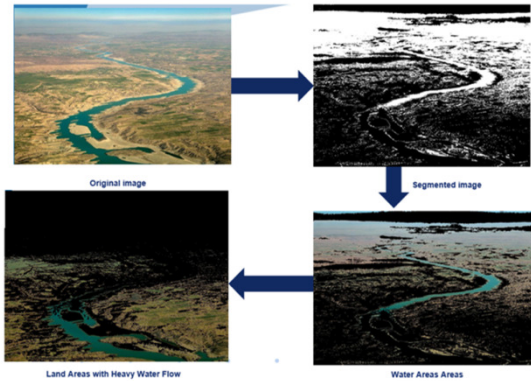 Original image
Segmented image
Land Areas with Heavy Water Flow
Water Areas Areas